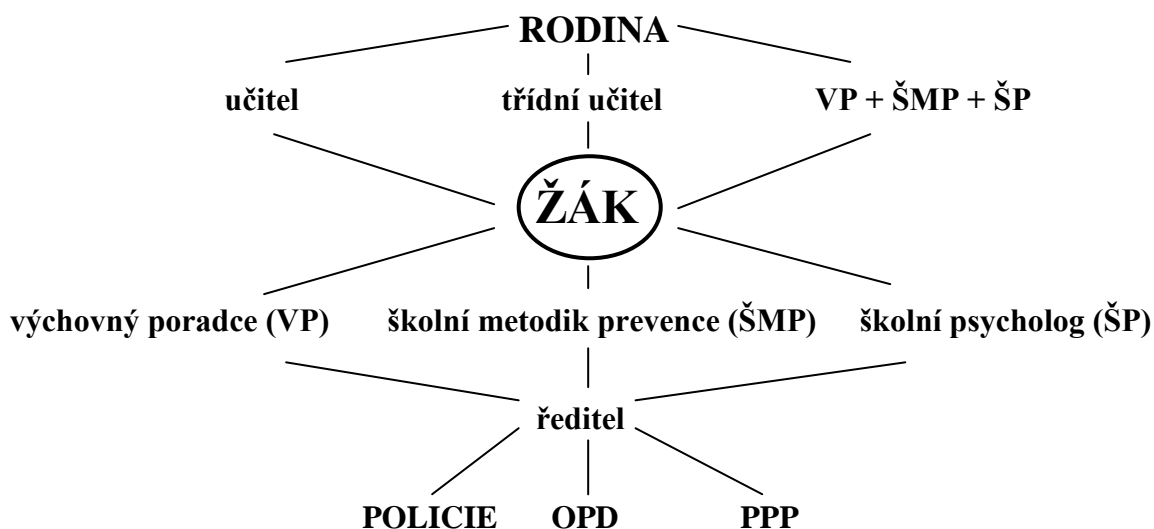 RODINA
učitel třídní učitel VP + ŠMP + ŠP
ŽÁK
výchovný poradce (VP) školní metodik prevence (ŠMP) školní psycholog (ŠP)
ředitel
POLICIE OPD PPP